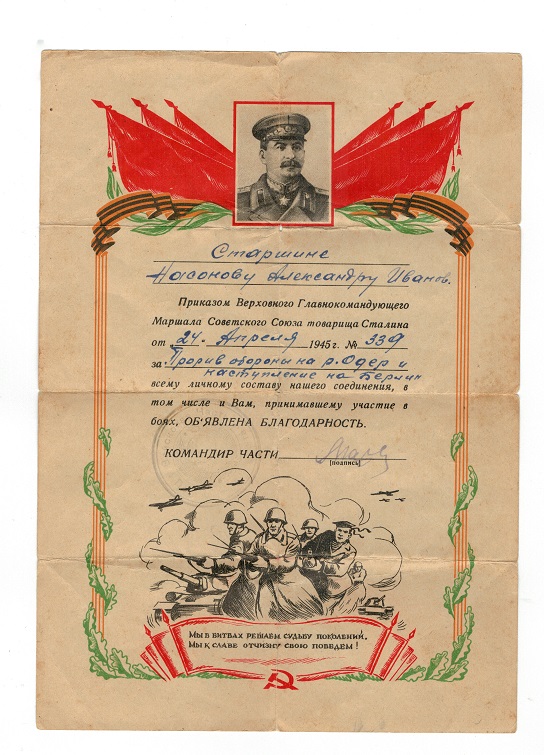 Старшине
Насонову Александру Иванов.
Приказом Верховного Главнокомандующего
Маршала Советского Союза товарища Сталина
от 24. Апреля 1945 г. № 339
за Прорыв обороны на р. Одер и
наступление на Берлин
всему личному составу нашего соединения, в
том числе и Вам, принимавшему участие в
боях, ОБ'ЯВЛЕНА БЛАГОДАРНОСТЬ.
КОМАНДИР ЧАСТИ
[подпись]
МЫ В БИТВАХ РЕШАЕМ СУДЬБУ ПОКОЛЕНИЙ,
МЫ К СЛАВЕ ОТЧИЗНУ СВОЮ ПОВЕДЕМ!